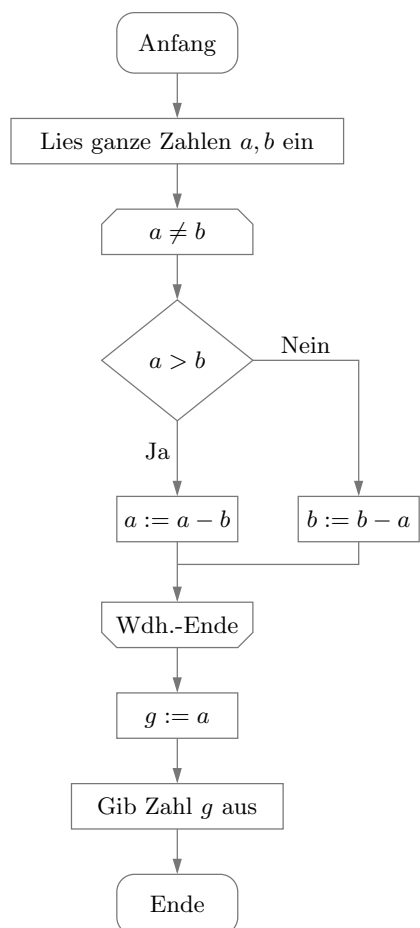 Anfang
Lies ganze Zahlen a, b ein
a ≠ b
a > b
Nein
Ja
a := a − b
b := b − a
Wdh.-Ende
g := a
Gib Zahl g aus
Ende